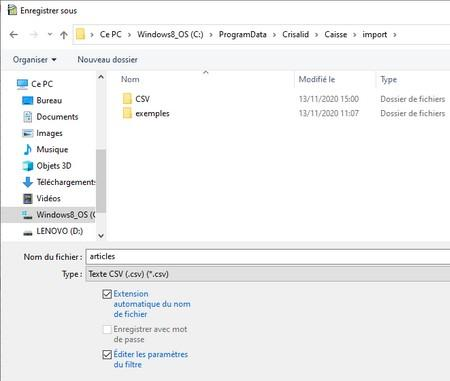 Enregistrer sous
Ce PC › Windows8_OS (C:) › ProgramData › Crisalid › Caisse › import ›
Organiser Nouveau dossier
Nom Modifié le Type
Ce PC
Bureau
Documents
Images
Musique
Objets 3D
Téléchargements
Vidéos
Windows8_OS (C
LENOVO (D:)
CSV 13/11/2020 15:00 Dossier de fichiers
exemples 13/11/2020 11:07 Dossier de fichiers
Nom du fichier : articles
Type : Texte CSV (.csv) (*.csv)
Extension
automatique du nom
de fichier
Enregistrer avec mot
de passe
Éditer les paramètres
du filtre